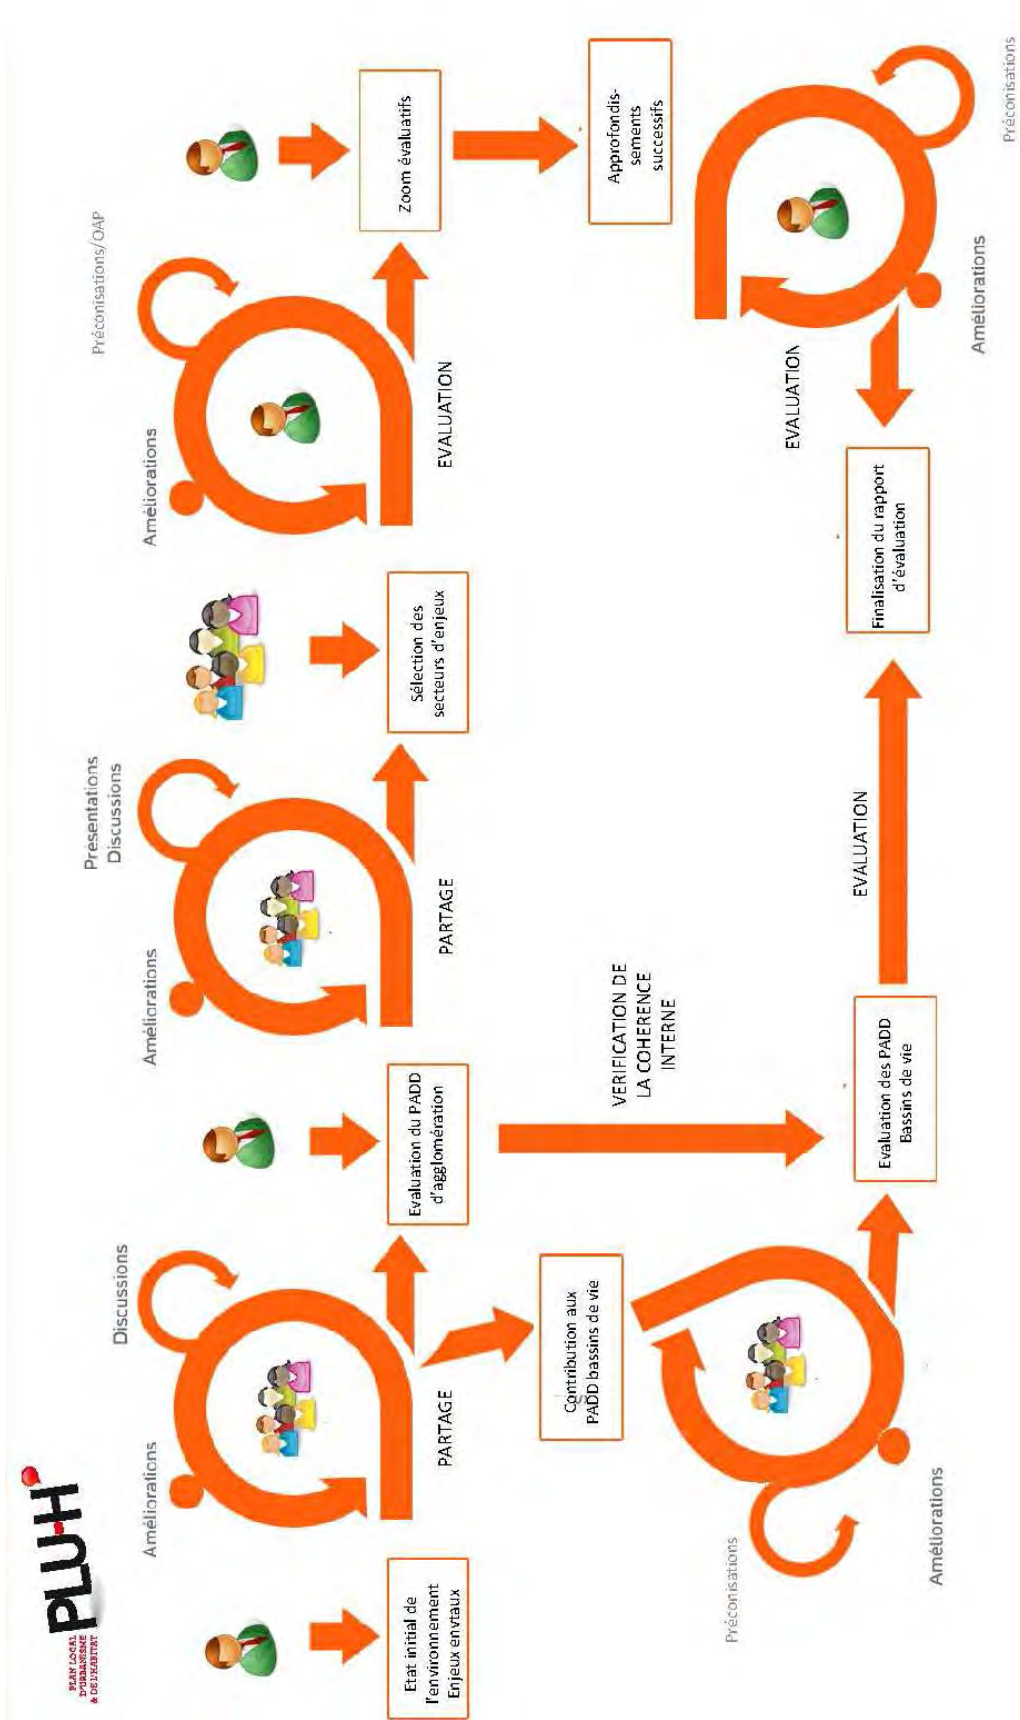 PLU-H
PLAN LOCAL
D'URBANISME
& DE L'HABITAT
Etat initial de
l'environnement
Enjeux envtaux
Améliorations
Discussions
PARTAGE
Evaluation du PADD
d'agglomération
Améliorations
Présentations
Discussions
PARTAGE
Sélection des
secteurs d'enjeux
Améliorations
Préconisations/OAP
EVALUATION
Zoom évaluatifs
Approfondis-
sements
successifs
Contribution aux
PADD bassins de vie
Préconisations
Améliorations
VERIFICATION DE
LA COHERENCE
INTERNE
Evaluation des PADD
Bassins de vie
EVALUATION
Finalisation du rapport
d'évaluation
EVALUATION
Améliorations
Préconisations